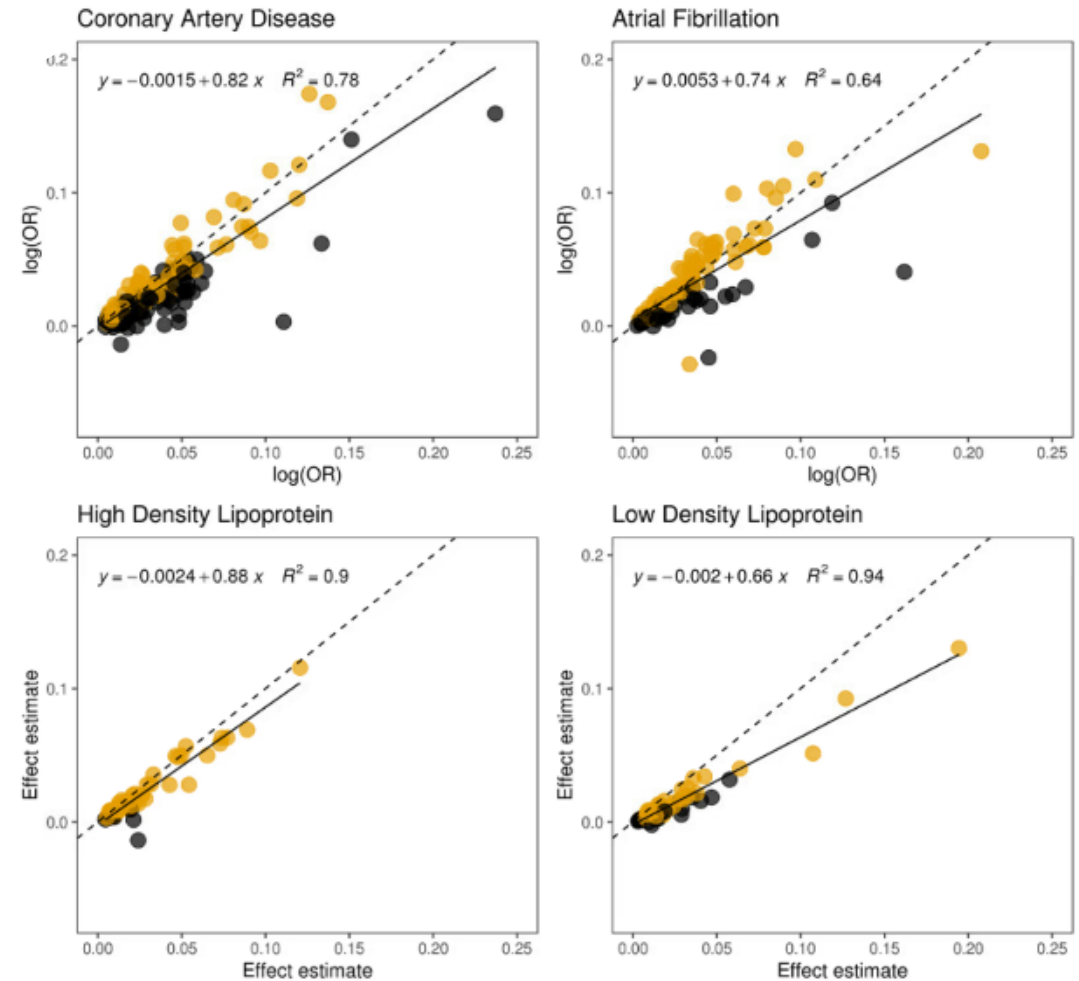 Coronary Artery Disease
0.2
0.1
0.0
log(OR)
y = −0.0015 + 0.82 x R² = 0.78
0.00 0.05 0.10 0.15 0.20 0.25
log(OR)
Atrial Fibrillation
0.2
0.1
0.0
log(OR)
y = 0.0053 + 0.74 x R² = 0.64
0.00 0.05 0.10 0.15 0.20 0.25
log(OR)
High Density Lipoprotein
0.2
0.1
0.0
Effect estimate
y = −0.0024 + 0.88 x R² = 0.9
0.00 0.05 0.10 0.15 0.20 0.25
Effect estimate
Low Density Lipoprotein
0.2
0.1
0.0
Effect estimate
y = −0.002 + 0.66 x R² = 0.94
0.00 0.05 0.10 0.15 0.20 0.25
Effect estimate